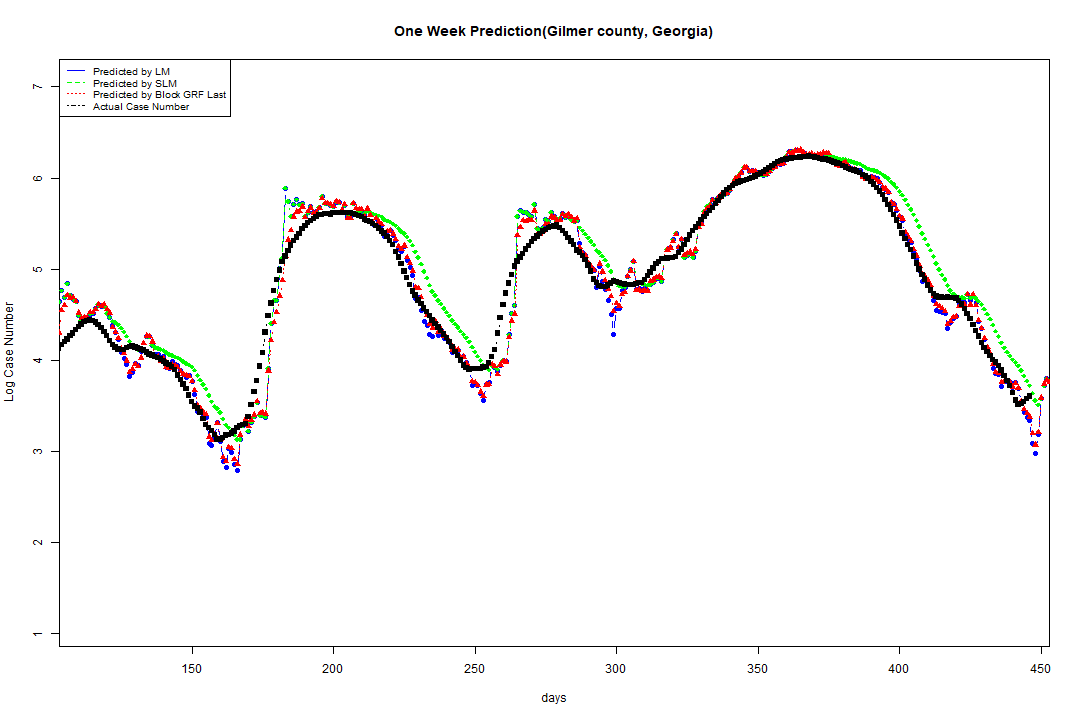 One Week Prediction(Gilmer county, Georgia)
Predicted by LM
Predicted by SLM
Predicted by Block GRF Last
Actual Case Number
7
6
5
4
3
2
1
Log Case Number
150 200 250 300 350 400 450
days